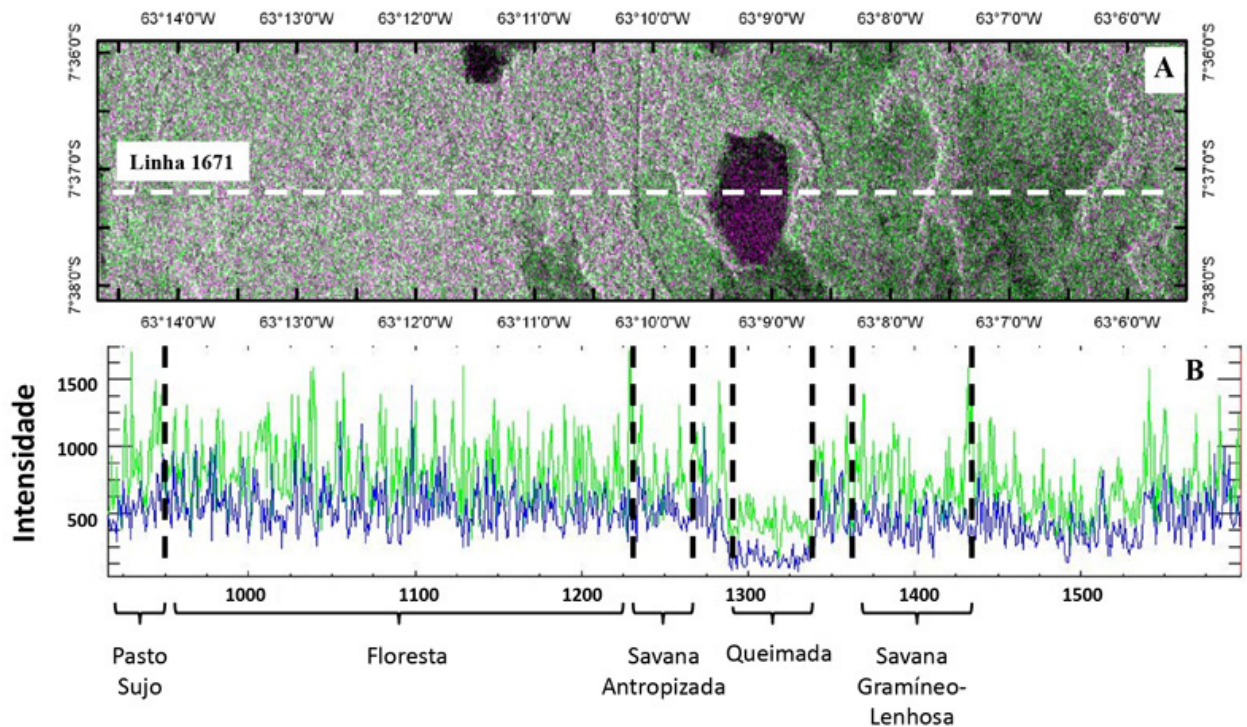 63°14'0"W 63°13'0"W 63°12'0"W 63°11'0"W 63°10'0"W 63°9'0"W 63°8'0"W 63°7'0"W 63°6'0"W
7°36'0"S
7°36'0"S
A
Linha 1671
7°37'0"S
7°37'0"S
7°38'0"S
7°38'0"S
63°14'0"W 63°13'0"W 63°12'0"W 63°11'0"W 63°10'0"W 63°9'0"W 63°8'0"W 63°7'0"W 63°6'0"W
B
Intensidade
1500
1000
500
1000 1100 1200 1300 1400 1500
Pasto
Sujo
Floresta
Savana
Antropizada
Queimada
Savana
Gramíneo-
Lenhosa